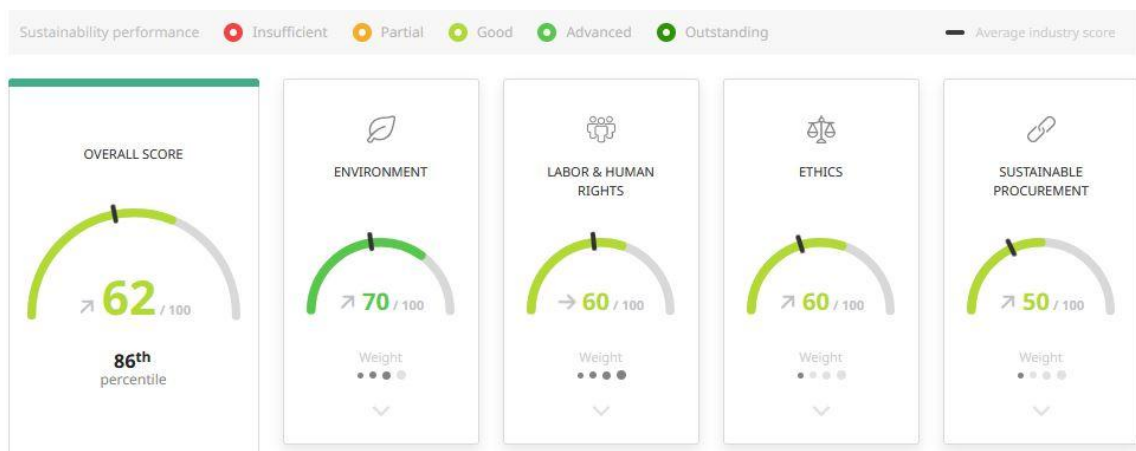 Sustainability performance Insufficient Partial Good Advanced Outstanding Average industry score
OVERALL SCORE
62 / 100
86th
percentile
ENVIRONMENT
70 / 100
Weight
LABOR & HUMAN
RIGHTS
60 / 100
Weight
ETHICS
60 / 100
Weight
SUSTAINABLE
PROCUREMENT
50 / 100
Weight